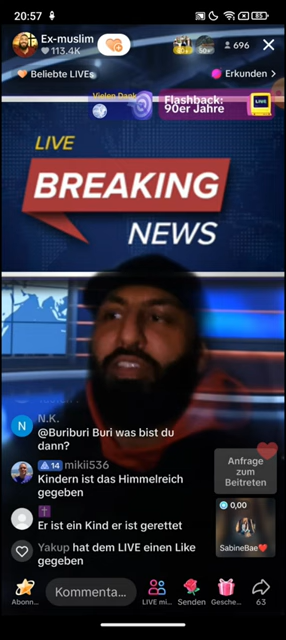 20:57
85
Ex-muslim
113.4K
50+
696
Beliebte LIVEs
Erkunden
Vielen Dank
Flashback:
90er Jahre
LIVE
LIVE
BREAKING
NEWS
N.K.
@Buriburi Buri was bist du
dann?
14 mikii536
Kindern ist das Himmelreich
gegeben
Er ist ein Kind er ist gerettet
Yakup hat dem LIVE einen Like
gegeben
Anfrage
zum
Beitreten
0,00
SabineBae
Abonn...
Kommenta...
LIVE mi...
Senden
Gesche...
63